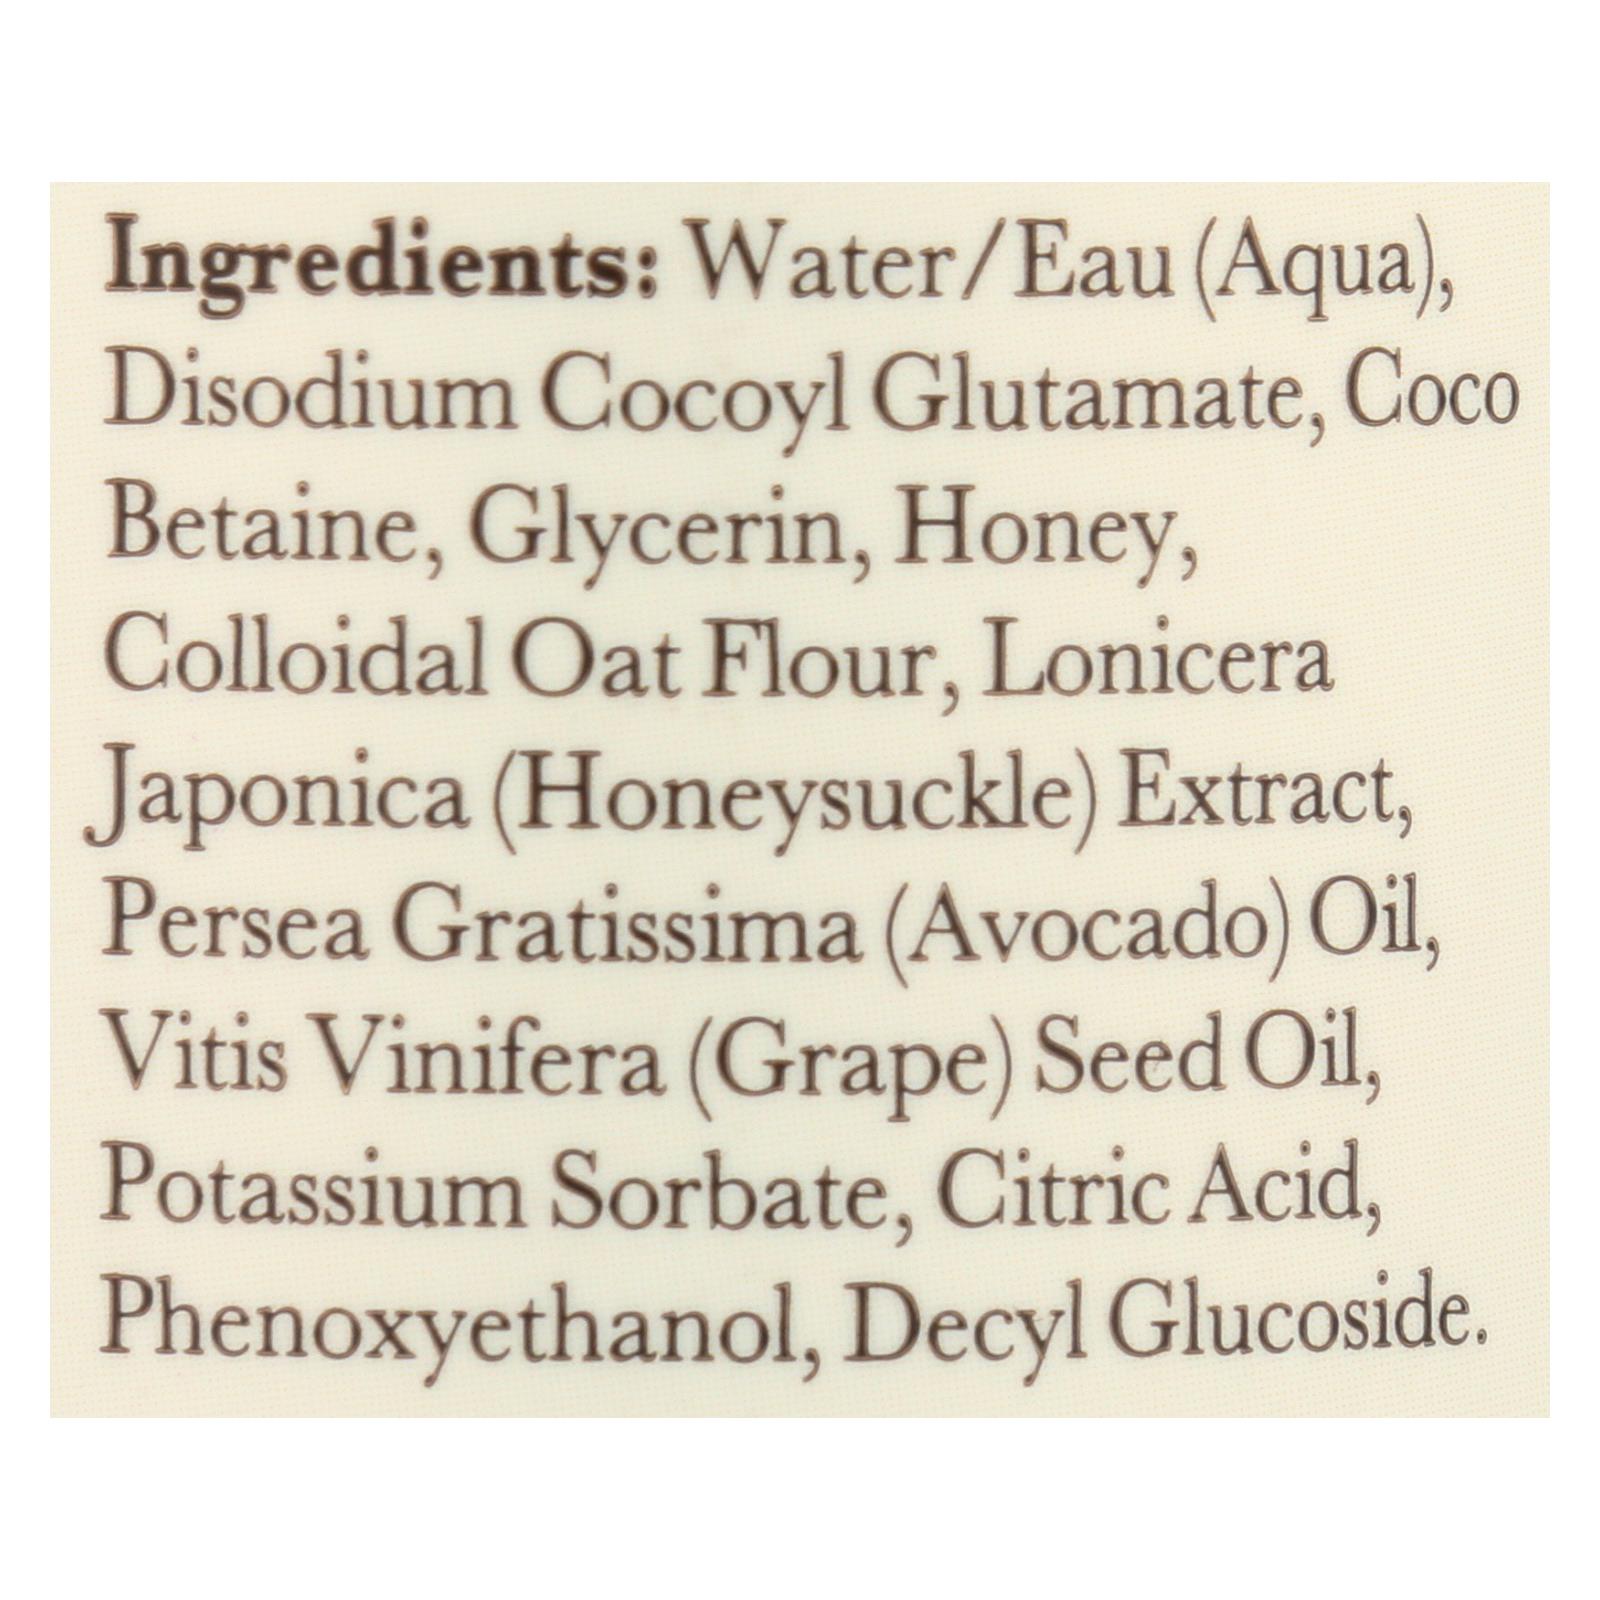 Ingredients: Water/Eau (Aqua),
Disodium Cocoyl Glutamate, Coco
Betaine, Glycerin, Honey,
Colloidal Oat Flour, Lonicera
Japonica (Honeysuckle) Extract,
Persea Gratissima (Avocado) Oil,
Vitis Vinifera (Grape) Seed Oil,
Potassium Sorbate, Citric Acid,
Phenoxyethanol, Decyl Glucoside.